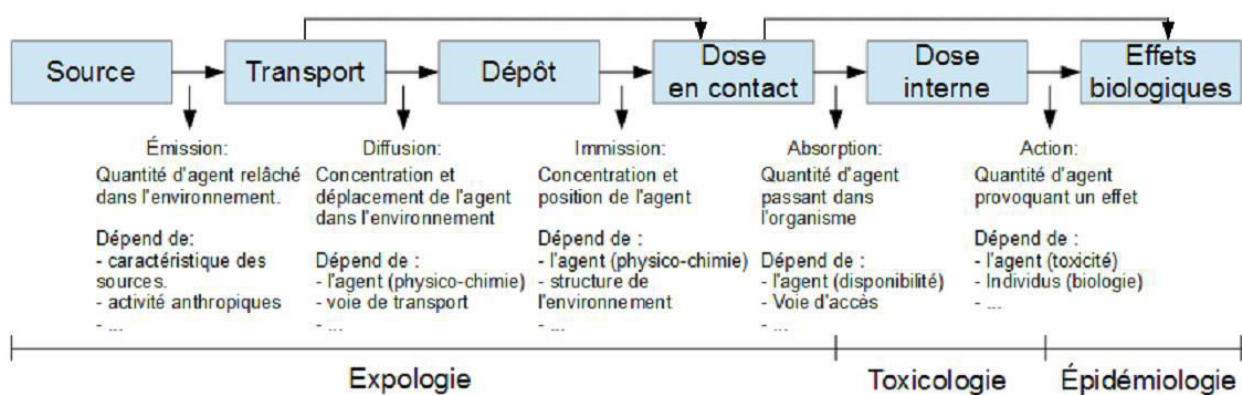 Source
Transport
Dépôt
Dose
en contact
Dose
interne
Effets
biologiques
Émission:
Quantité d'agent relâché
dans l'environnement.
Dépend de:
- caractéristique des
sources.
- activité anthropiques
- ...
Diffusion:
Concentration et
déplacement de l'agent
dans l'environnement
Dépend de :
- l'agent (physico-chimie)
- voie de transport
- ...
Immission:
Concentration et
position de l'agent
Dépend de :
- l'agent (physico-chimie)
- structure de
l'environnement
- ...
Absorption:
Quantité d'agent
passant dans
l'organisme
Dépend de :
- l'agent (disponibilité)
- Voie d'accès
- ...
Action:
Quantité d'agent
provoquant un effet
Dépend de :
- l'agent (toxicité)
- Individus (biologie)
- ...
Expologie
Toxicologie
Épidémiologie